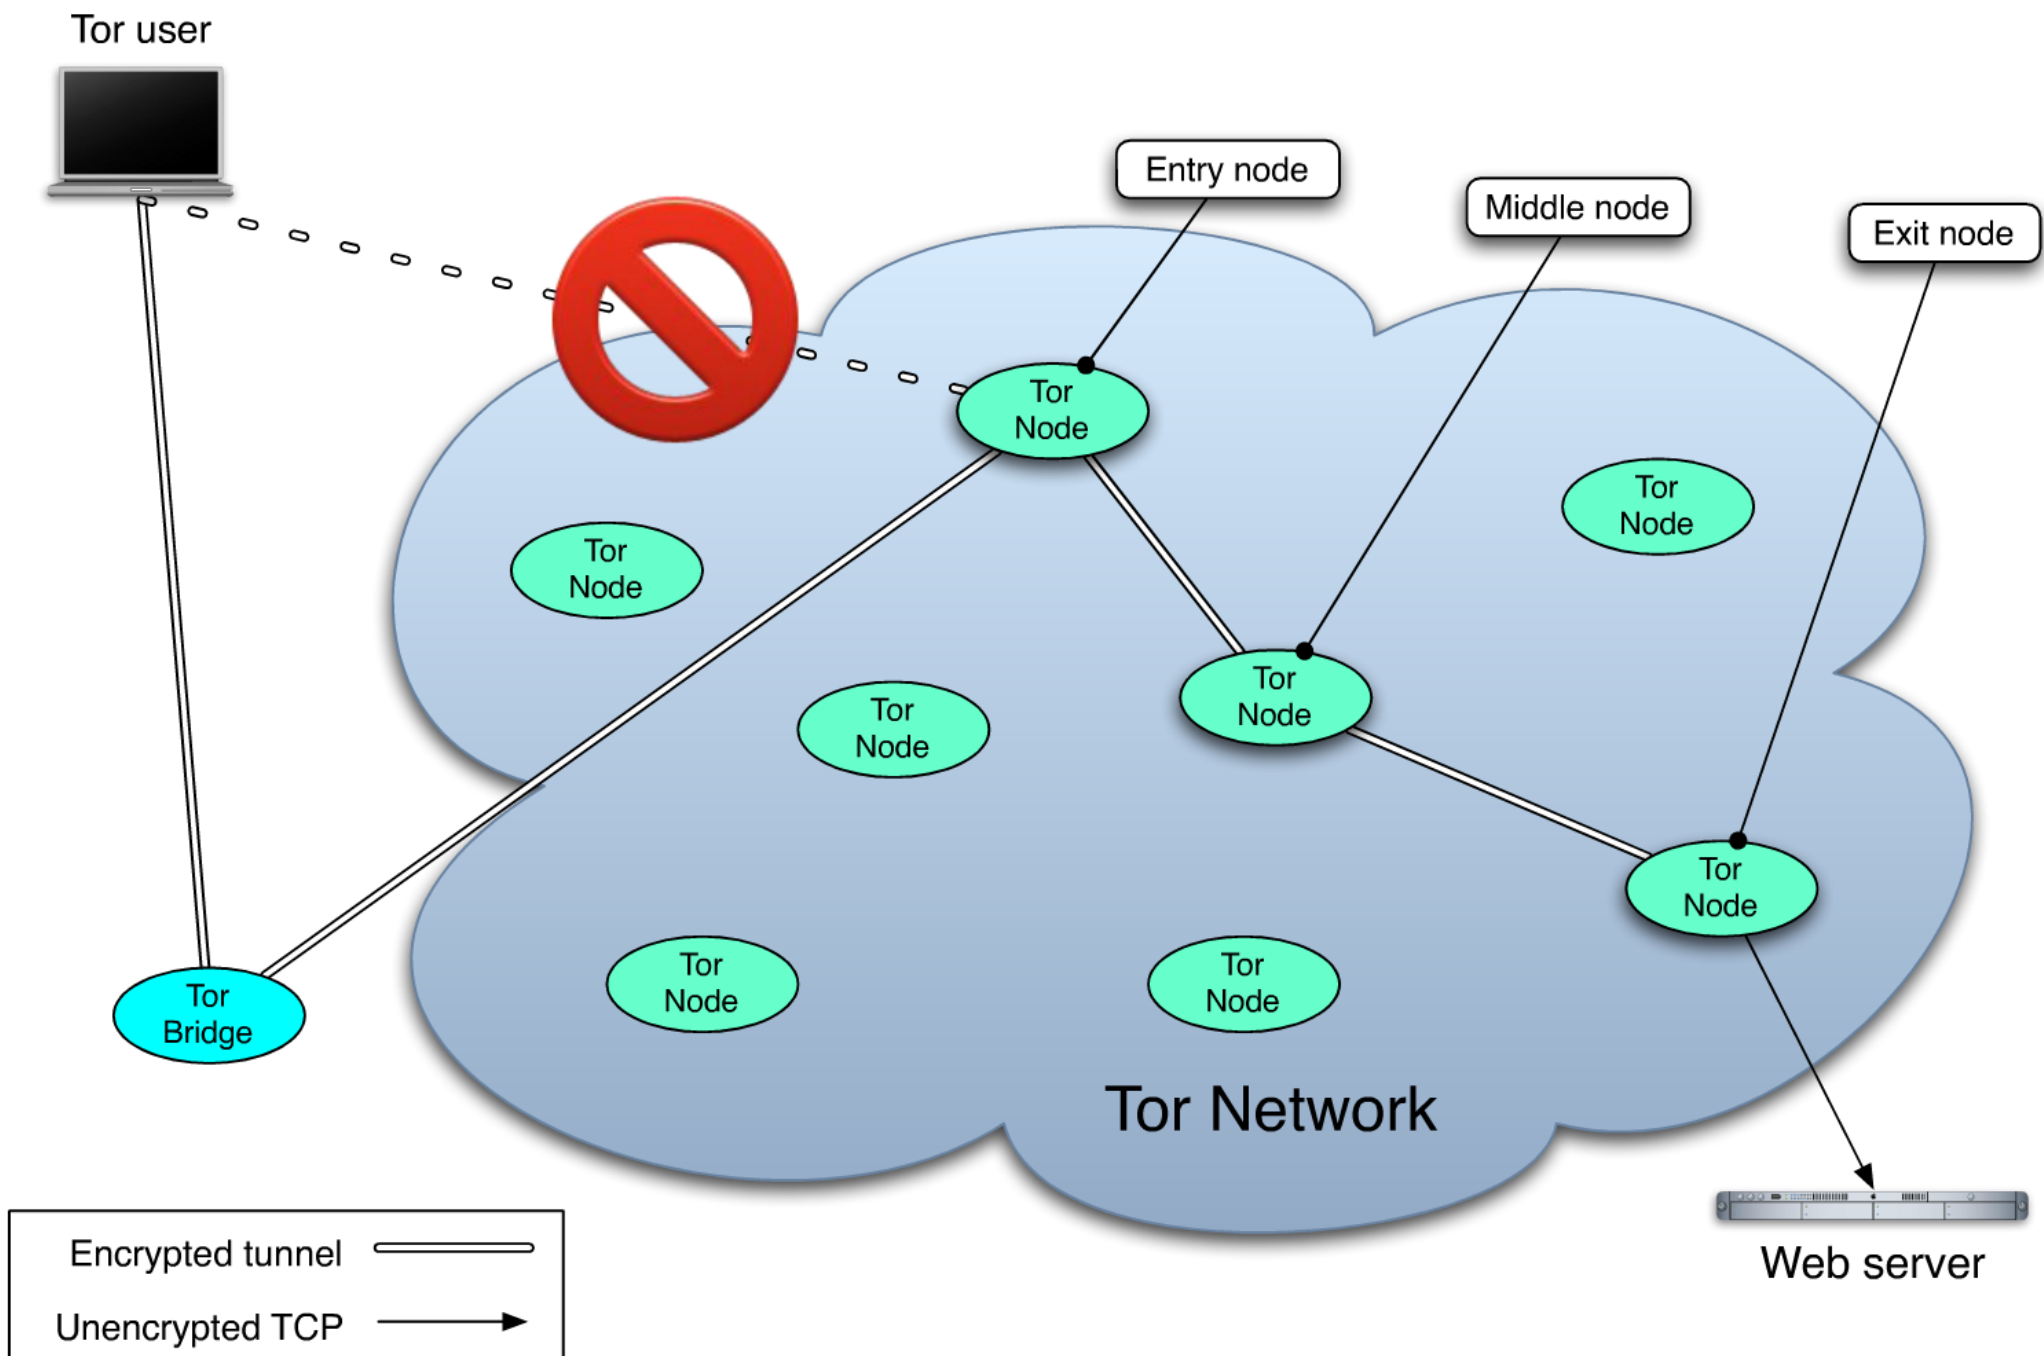 Tor user
Entry node
Middle node
Exit node
Tor
Node
Tor
Node
Tor
Node
Tor
Node
Tor
Node
Tor
Node
Tor
Node
Tor
Node
Tor
Bridge
Tor Network
Web server
Encrypted tunnel
Unencrypted TCP